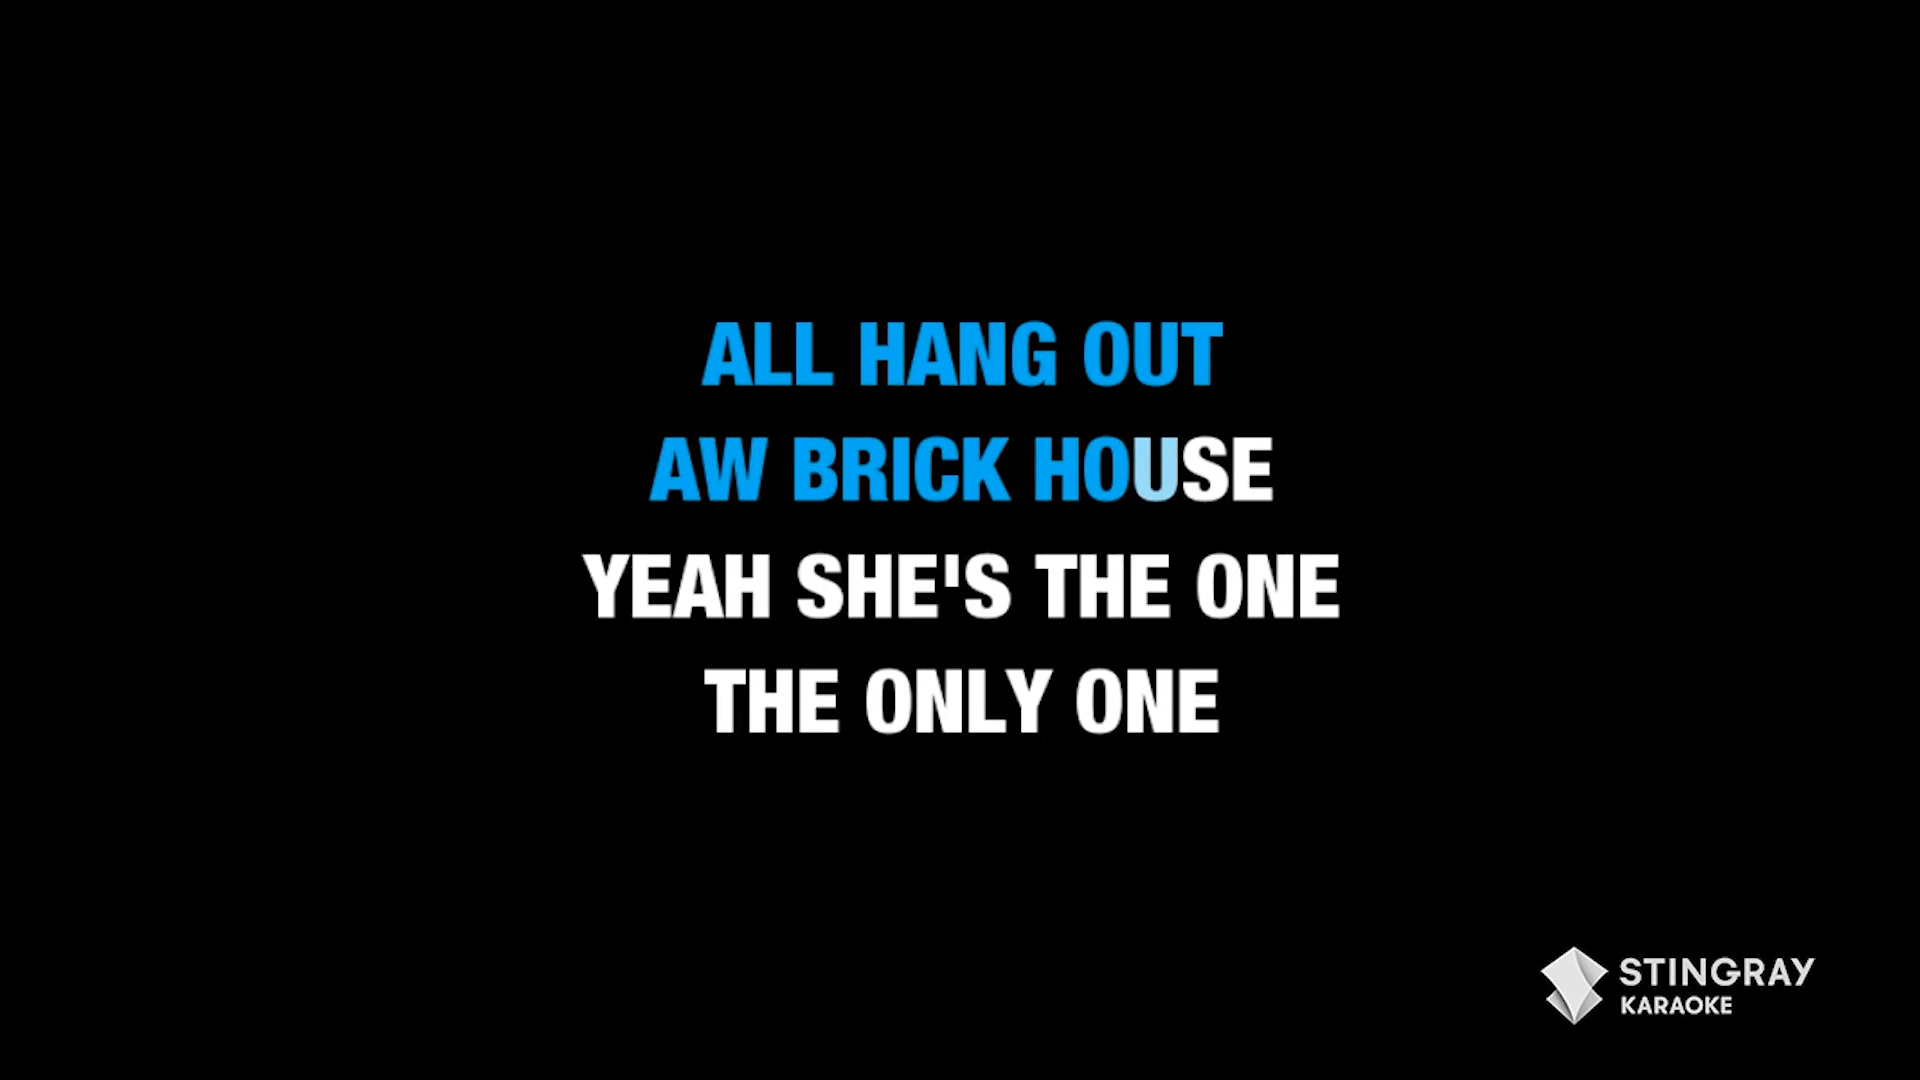 ALL HANG OUT
AW BRICK HOUSE
YEAH SHE'S THE ONE
THE ONLY ONE
STINGRAY
KARAOKE